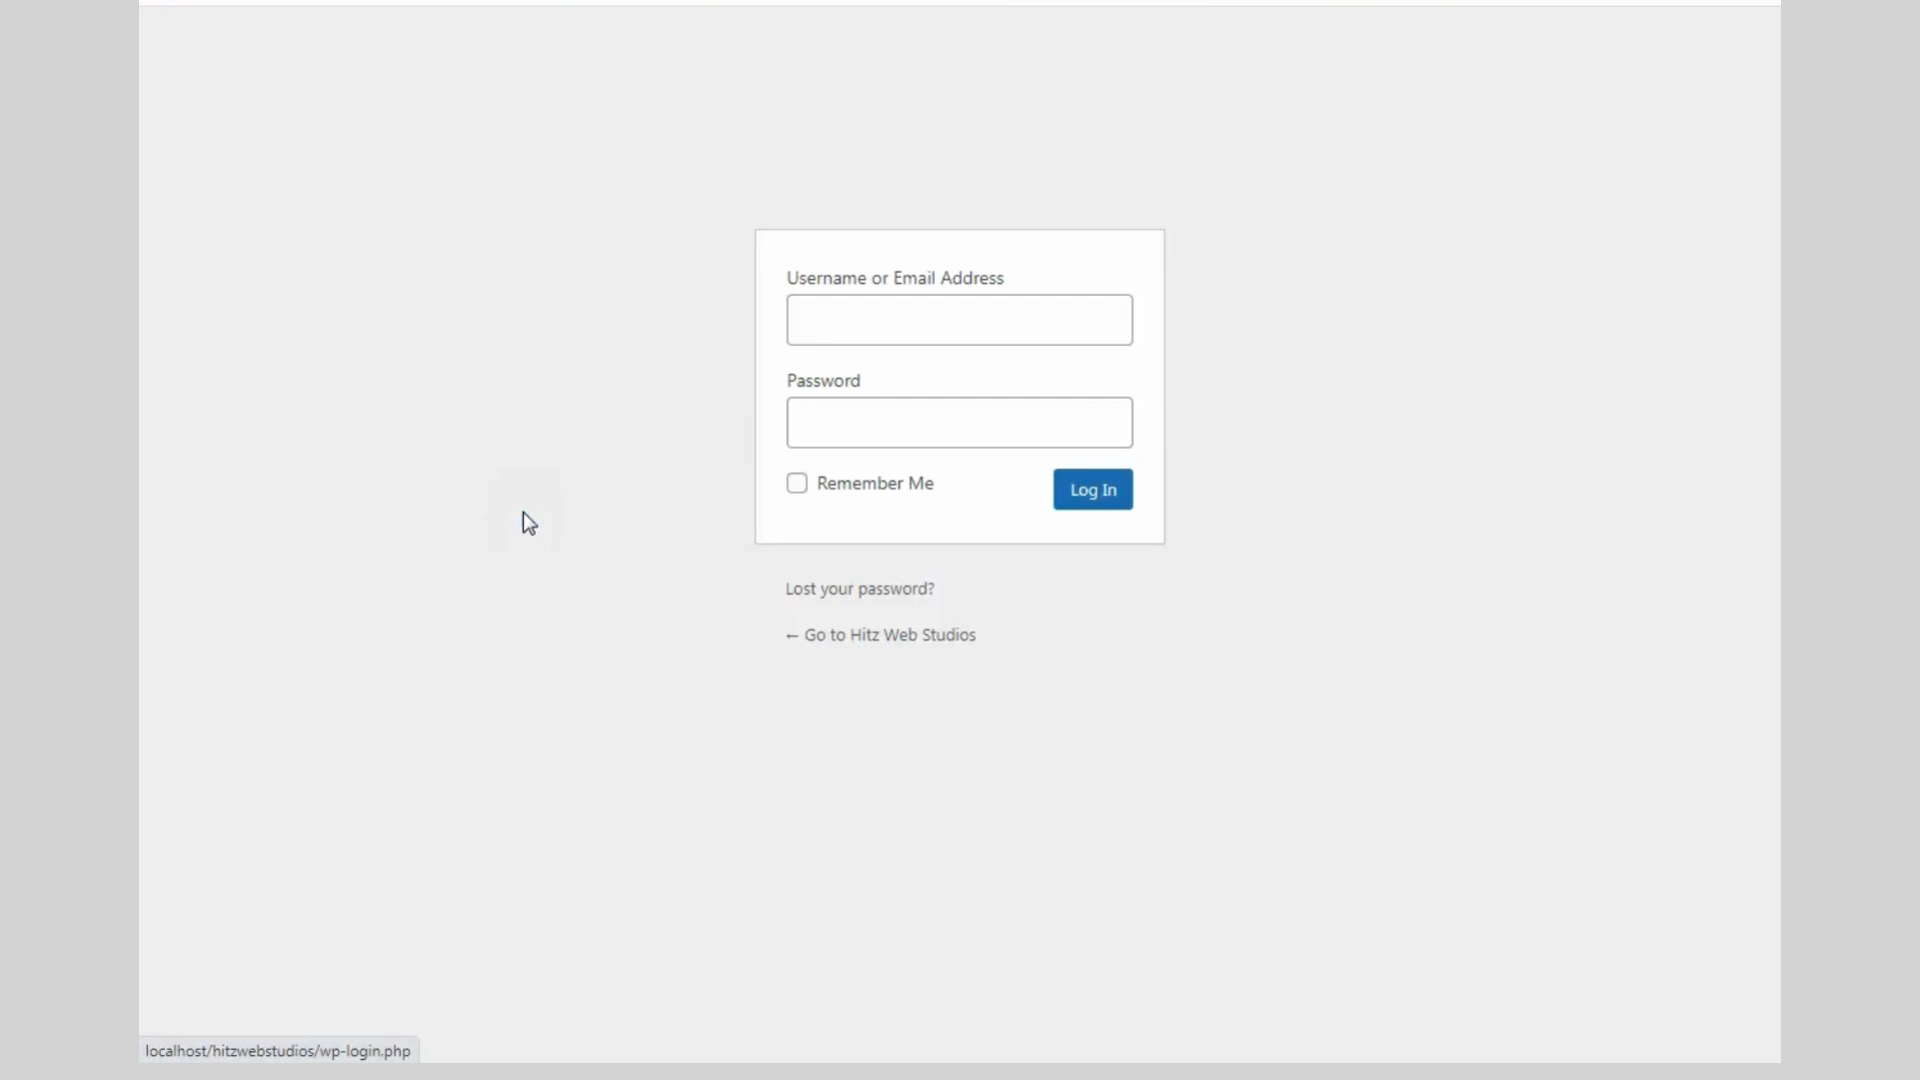 Username or Email Address
Password
Remember Me
Log In
Lost your password?
← Go to Hitz Web Studios
localhost/hitzwebstudios/wp-login.php